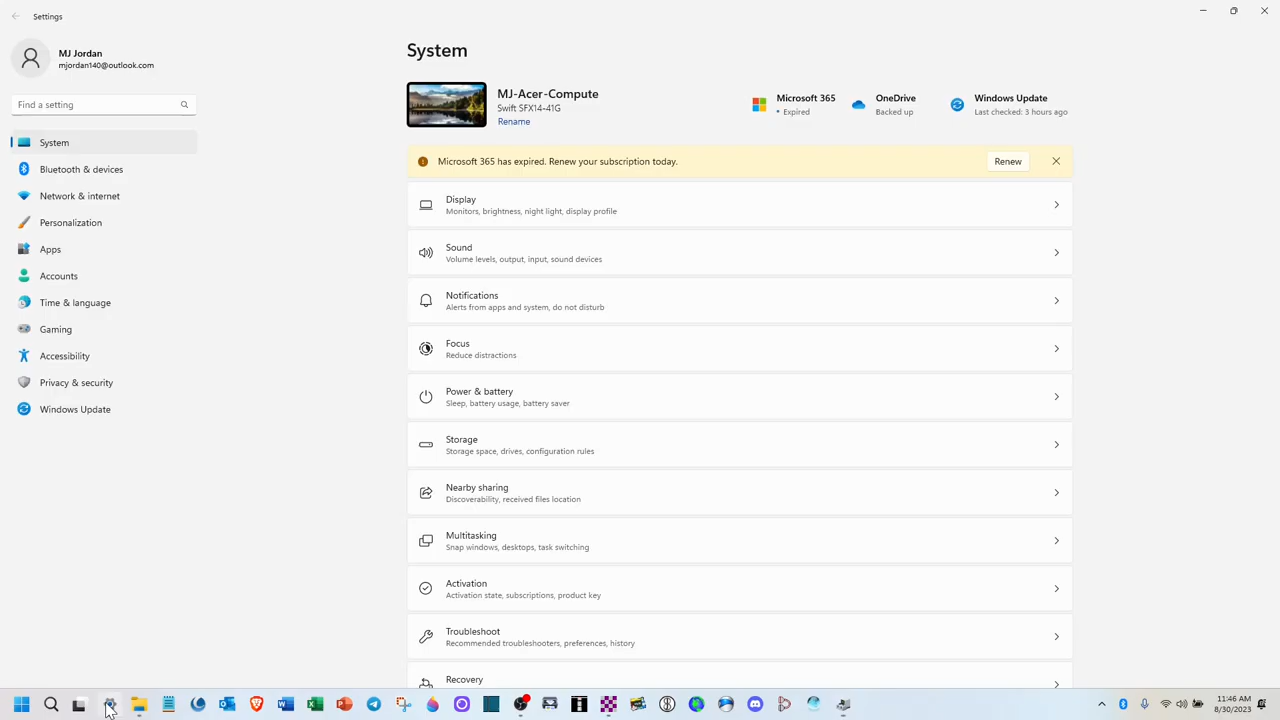 Settings
MJ Jordan
mjordan140@outlook.com
Find a setting
System
Bluetooth & devices
Network & internet
Personalization
Apps
Accounts
Time & language
Gaming
Accessibility
Privacy & security
Windows Update
System
MJ-Acer-Compute
Swift SFX14-41G
Rename
Microsoft 365
• Expired
OneDrive
Backed up
Windows Update
Last checked: 3 hours ago
Microsoft 365 has expired. Renew your subscription today.
Renew
Display
Monitors, brightness, night light, display profile
Sound
Volume levels, output, input, sound devices
Notifications
Alerts from apps and system, do not disturb
Focus
Reduce distractions
Power & battery
Sleep, battery usage, battery saver
Storage
Storage space, drives, configuration rules
Nearby sharing
Discoverability, received files location
Multitasking
Snap windows, desktops, task switching
Activation
Activation state, subscriptions, product key
Troubleshoot
Recommended troubleshooters, preferences, history
Recovery
11:46 AM
8/30/2023